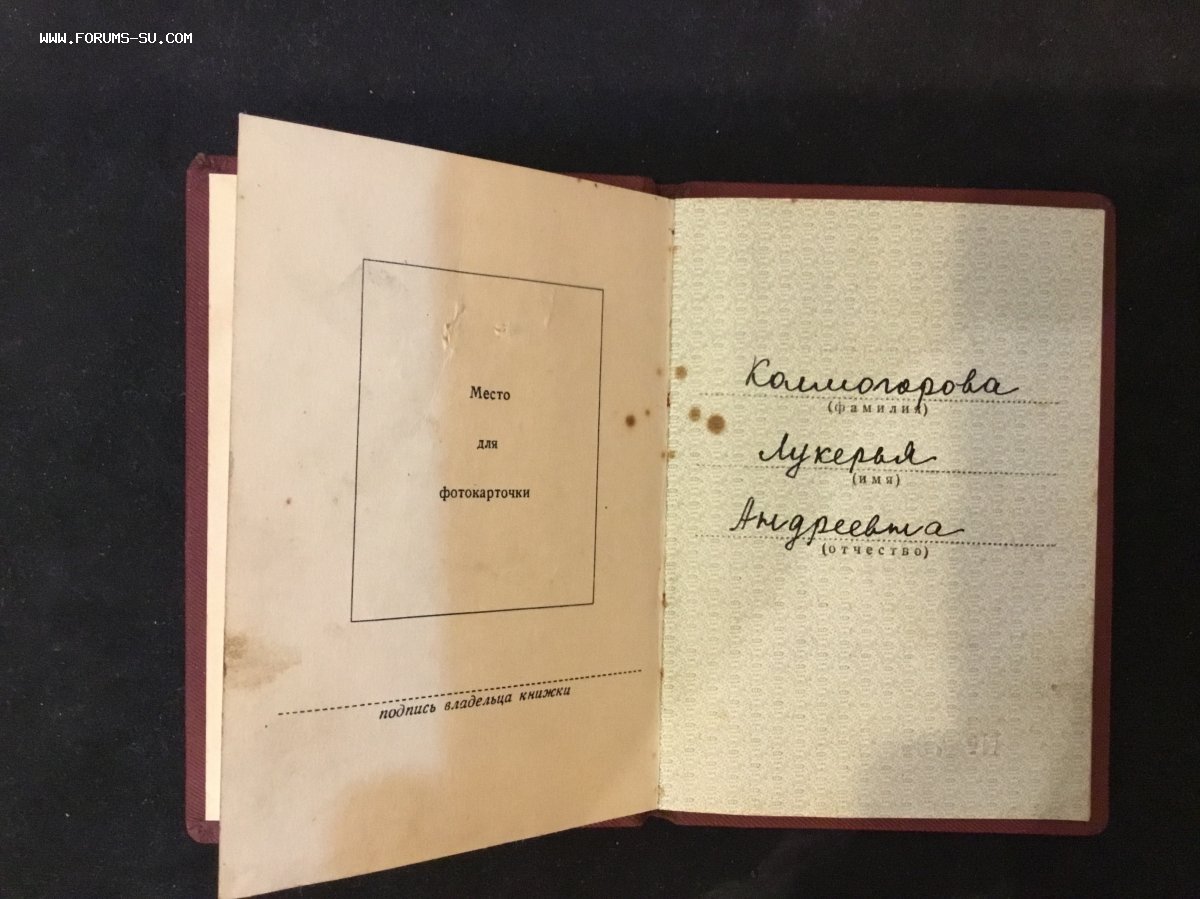 WWW.FORUMS-SU.COM
Место
для
фотокарточки
подпись владельца книжки
Колмогорова
(фамилия)
Лукерья
(имя)
Андреевна
(отчество)